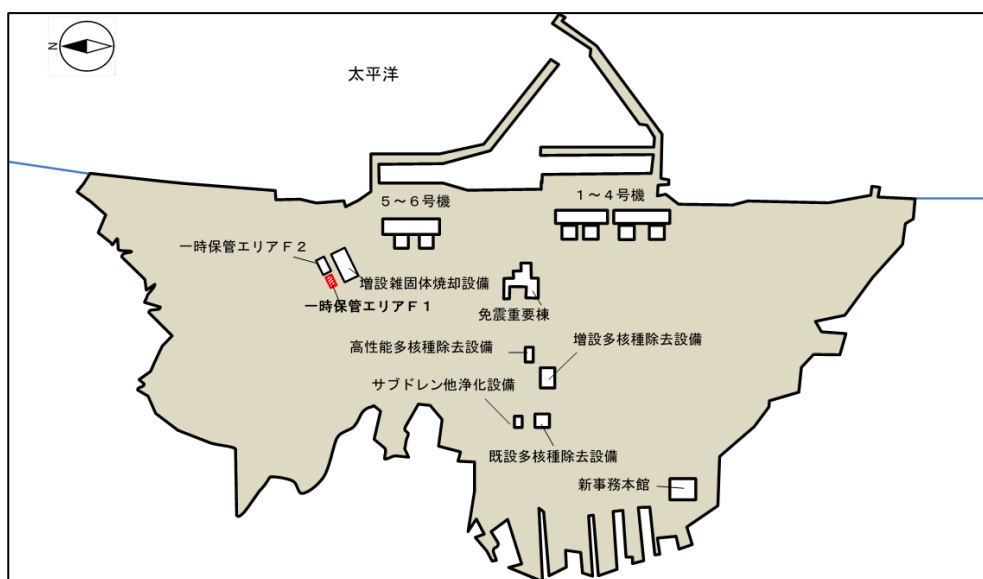 N
太平洋
５～６号機
１～４号機
一時保管エリアＦ２
増設雑固体焼却設備
一時保管エリアＦ１
免震重要棟
高性能多核種除去設備
増設多核種除去設備
サブドレン他浄化設備
既設多核種除去設備
新事務本館